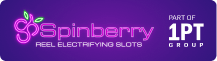 Spinberry
REEL ELECTRIFYING SLOTS
PART OF
1PT
GROUP